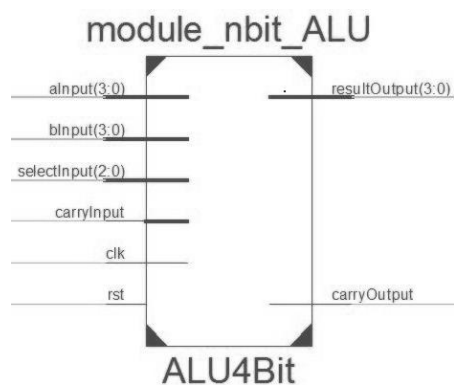 module_nbit_ALU
aInput(3:0)
resultOutput(3:0)
bInput(3:0)
selectInput(2:0)
carryInput
clk
rst
carryOutput
ALU4Bit